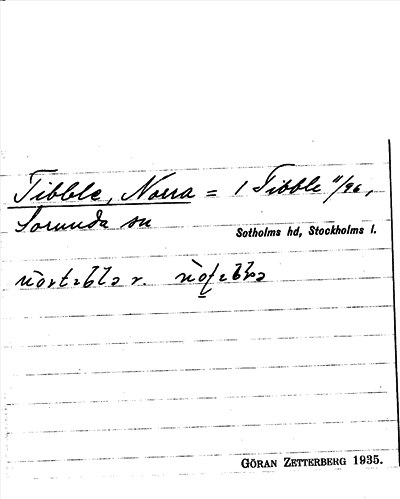 Tibble, Norra = 1 Tibble 11/96,
Sorunda sn
Sotholms hd, Stockholms l.
GÖRAN ZETTERBERG 1935.